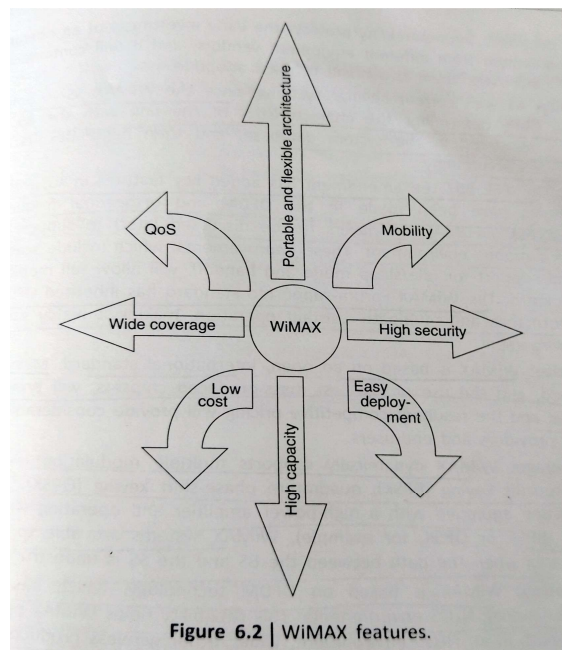 Portable and flexible architecture
QoS
Mobility
Wide coverage
WiMAX
High security
Low
cost
Easy
deploy-
ment
High capacity
Figure 6.2 | WiMAX features.